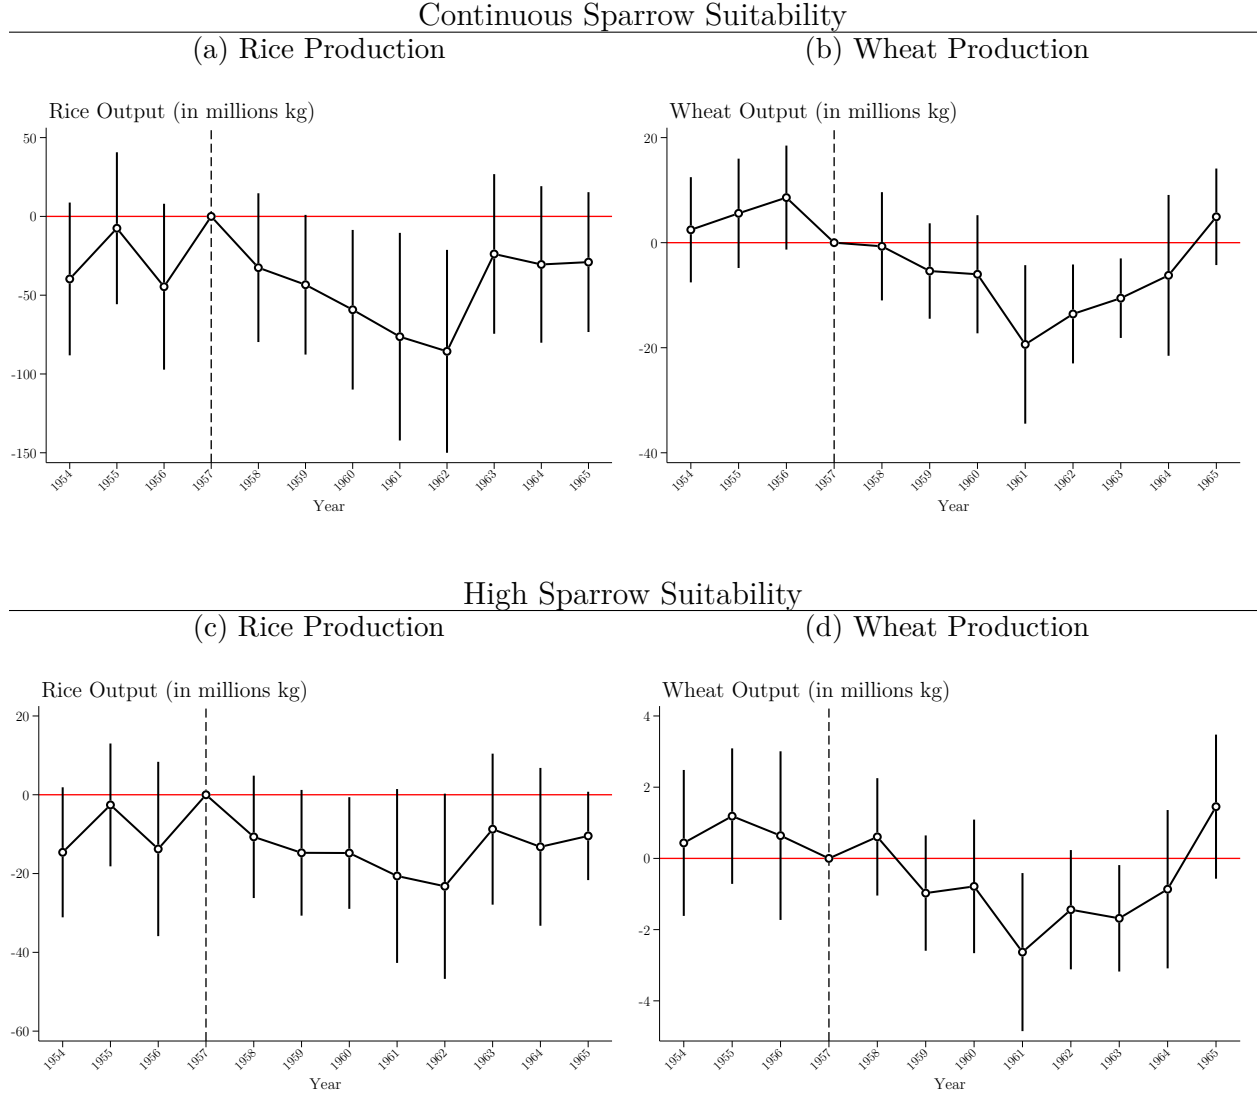 Continuous Sparrow Suitability
(a) Rice Production
Rice Output (in millions kg)
50
0
-50
-100
-150
1954 1955 1956 1957 1958 1959 1960 1961 1962 1963 1964 1965
Year
(b) Wheat Production
Wheat Output (in millions kg)
20
0
-20
-40
1954 1955 1956 1957 1958 1959 1960 1961 1962 1963 1964 1965
Year
High Sparrow Suitability
(c) Rice Production
Rice Output (in millions kg)
20
0
-20
-40
-60
1954 1955 1956 1957 1958 1959 1960 1961 1962 1963 1964 1965
Year
(d) Wheat Production
Wheat Output (in millions kg)
4
2
0
-2
-4
1954 1955 1956 1957 1958 1959 1960 1961 1962 1963 1964 1965
Year